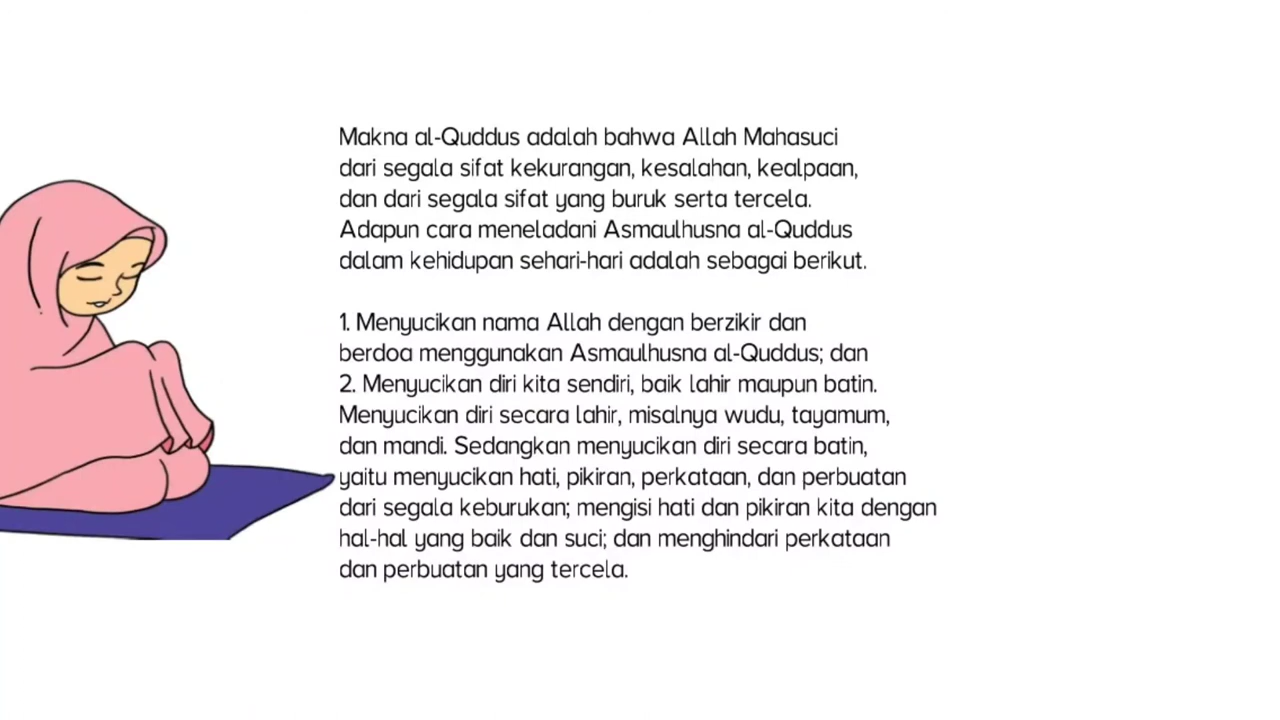 Makna al-Quddus adalah bahwa Allah Mahasuci
dari segala sifat kekurangan, kesalahan, kealpaan,
dan dari segala sifat yang buruk serta tercela.
Adapun cara meneladani Asmaulhusna al-Quddus
dalam kehidupan sehari-hari adalah sebagai berikut.
1. Menyucikan nama Allah dengan berzikir dan
berdoa menggunakan Asmaulhusna al-Quddus; dan
2. Menyucikan diri kita sendiri, baik lahir maupun batin.
Menyucikan diri secara lahir, misalnya wudu, tayamum,
dan mandi. Sedangkan menyucikan diri secara batin,
yaitu menyucikan hati, pikiran, perkataan, dan perbuatan
dari segala keburukan; mengisi hati dan pikiran kita dengan
hal-hal yang baik dan suci; dan menghindari perkataan
dan perbuatan yang tercela.